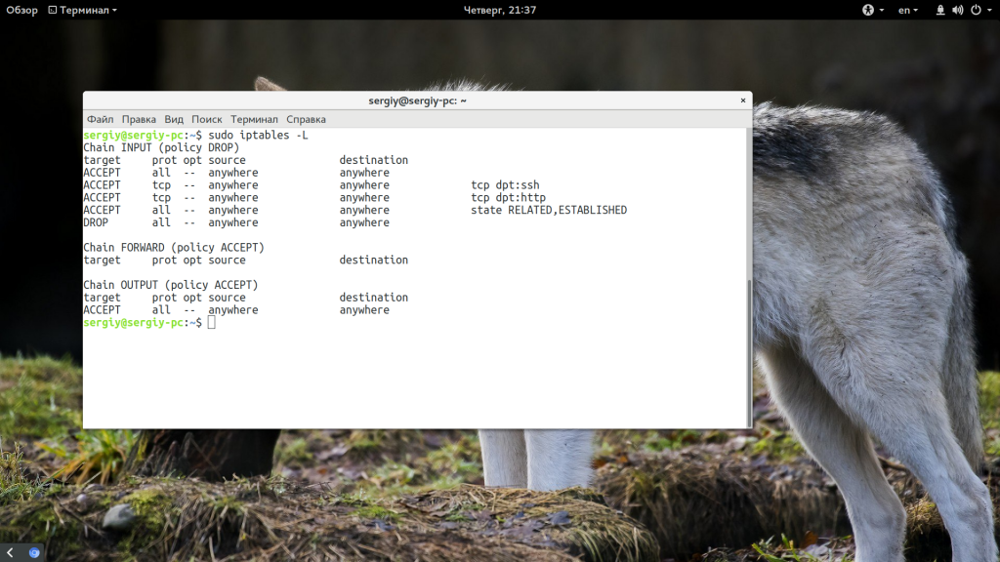 Обзор Терминал Четверг, 21:37 en
sergiy@sergiy-pc: ~ ×
Файл Правка Вид Поиск Терминал Справка
sergiy@sergiy-pc:~$ sudo iptables -L
Chain INPUT (policy DROP)
target prot opt source destination
ACCEPT all -- anywhere anywhere
ACCEPT tcp -- anywhere anywhere tcp dpt:ssh
ACCEPT tcp -- anywhere anywhere tcp dpt:http
ACCEPT all -- anywhere anywhere state RELATED,ESTABLISHED
DROP all -- anywhere anywhere
Chain FORWARD (policy ACCEPT)
target prot opt source destination
Chain OUTPUT (policy ACCEPT)
target prot opt source destination
ACCEPT all -- anywhere anywhere
sergiy@sergiy-pc:~$